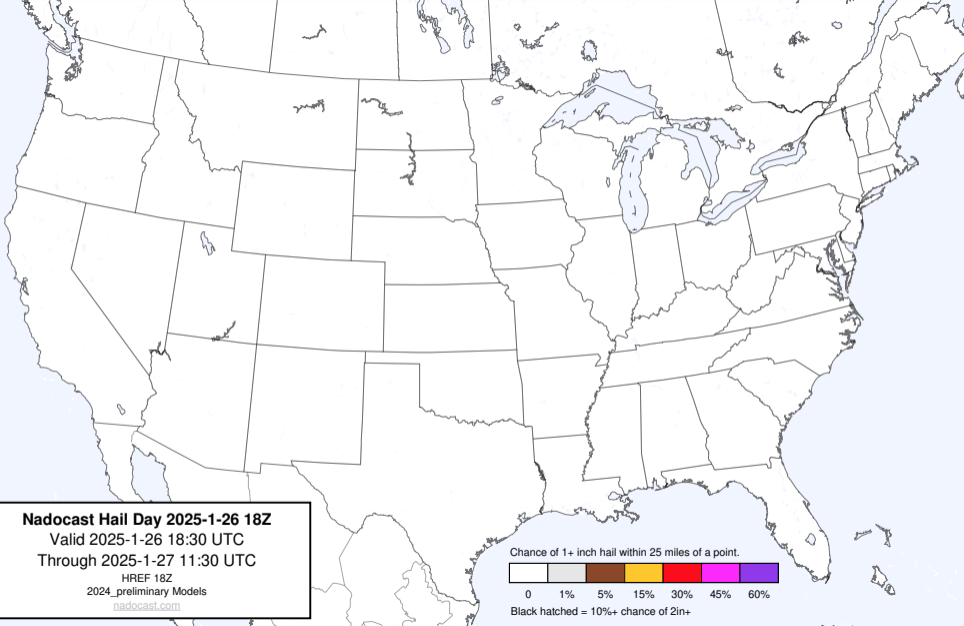 Nadocast Hail Day 2025-1-26 18Z
Valid 2025-1-26 18:30 UTC
Through 2025-1-27 11:30 UTC
HREF 18Z
2024_preliminary Models
nadocast.com
Chance of 1+ inch hail within 25 miles of a point.
0 1% 5% 15% 30% 45% 60%
Black hatched = 10%+ chance of 2in+